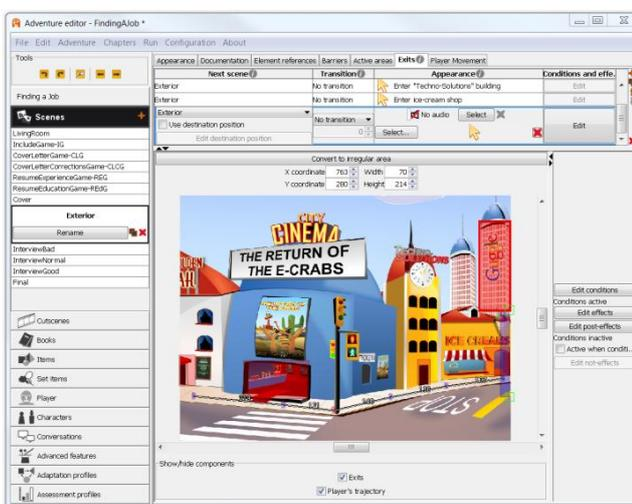 Adventure editor - FindingAJob *
File Edit Adventure Chapters Run Configuration About
Tools
Finding a Job
Scenes
LivingRoom
IncludeGame-IG
CoverLetterGame-CLG
CoverLetterCorrectionsGame-CLCG
ResumeExperienceGame-REG
ResumeEducationGame-REdG
Cover
Exterior
Rename
InterviewBad
InterviewNormal
InterviewGood
Final
Cutscenes
Books
Items
Set items
Player
Characters
Conversations
Advanced features
Adaptation profiles
Assessment profiles
Appearance Documentation Element references Barriers Active areas Exits Player Movement
Next scene Transition Appearance Conditions and effe.
Exterior No transition Enter "Techno-Solutions" building Edit
Exterior No transition Enter ice-cream shop Edit
Exterior No transition No audio Select Edit
Use destination position
Edit destination position 0 Select...
Convert to irregular area
X coordinate 763 Width 70
Y coordinate 280 Height 214
CITY
CINEMA
THE RETURN OF
THE E-CRABS
ICE CREAMS
STOP
Edit conditions
Conditions active
Edit effects
Edit post-effects
Conditions inactive
Active when conditi...
Edit not-effects
Show/hide components
Exits
Player's trajectory